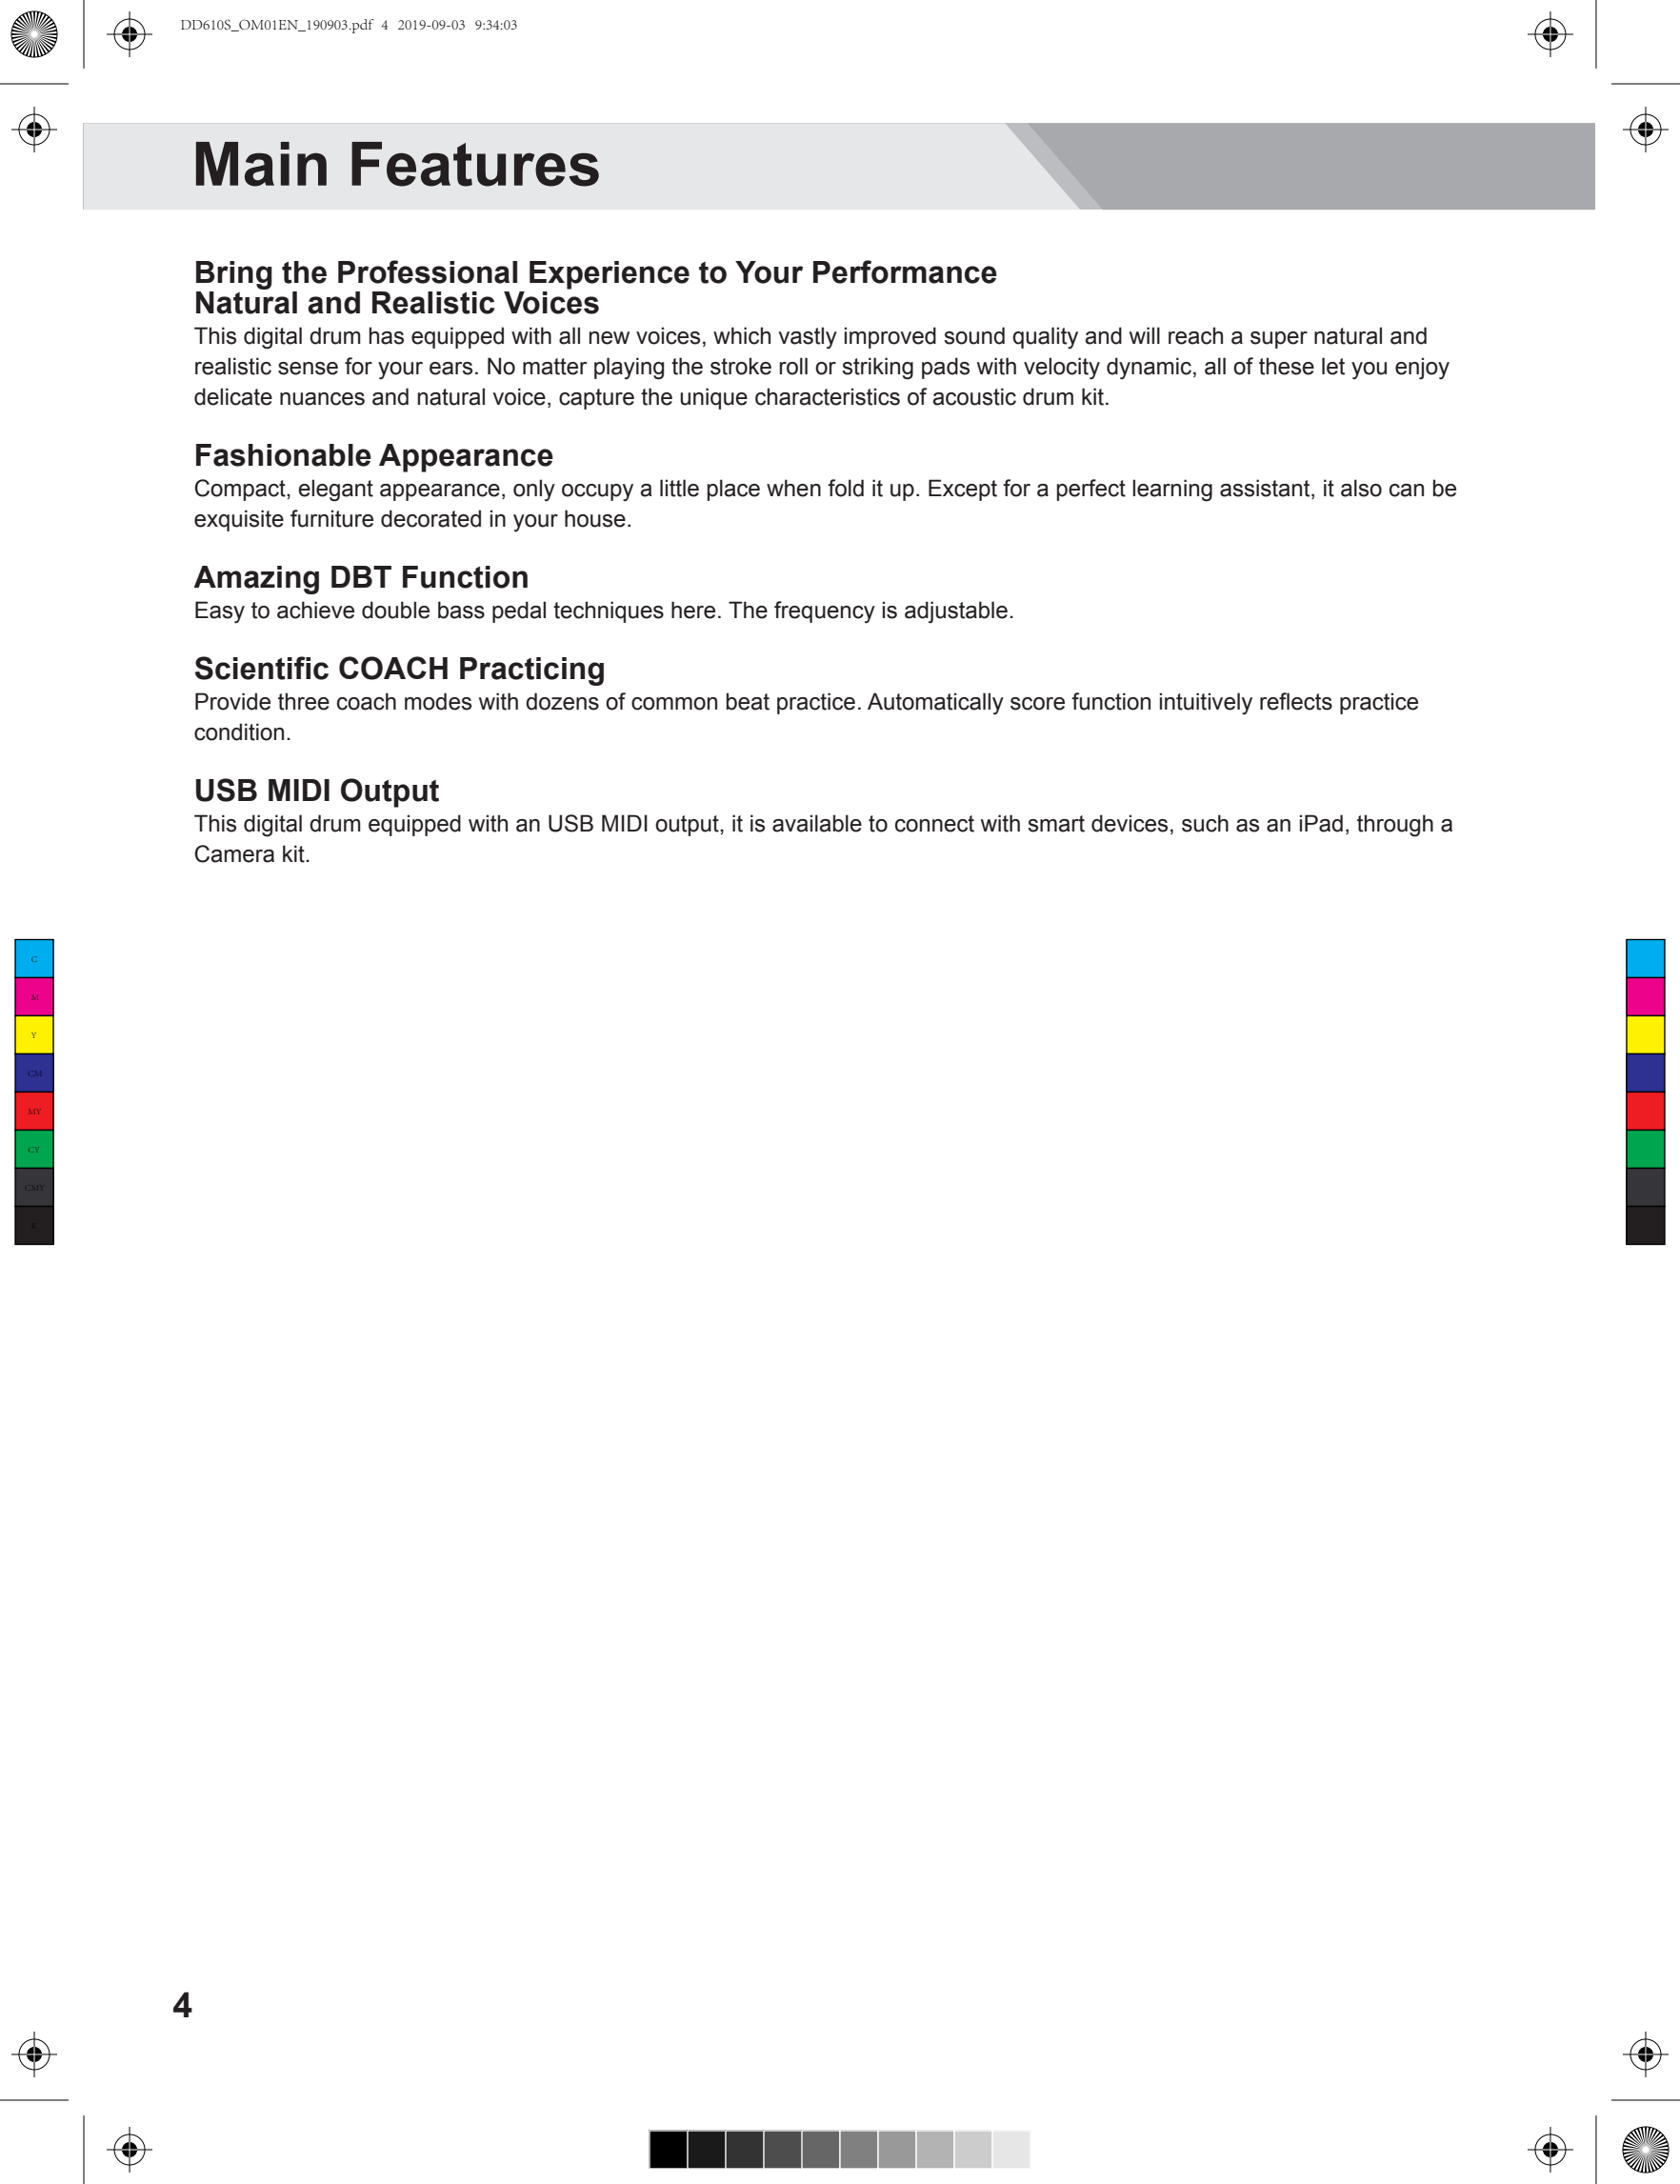 DD610S_OM01EN_190903.pdf 4 2019-09-03 9:34:03
Main Features
Bring the Professional Experience to Your Performance
Natural and Realistic Voices
This digital drum has equipped with all new voices, which vastly improved sound quality and will reach a super natural and
realistic sense for your ears. No matter playing the stroke roll or striking pads with velocity dynamic, all of these let you enjoy
delicate nuances and natural voice, capture the unique characteristics of acoustic drum kit.
Fashionable Appearance
Compact, elegant appearance, only occupy a little place when fold it up. Except for a perfect learning assistant, it also can be
exquisite furniture decorated in your house.
Amazing DBT Function
Easy to achieve double bass pedal techniques here. The frequency is adjustable.
Scientific COACH Practicing
Provide three coach modes with dozens of common beat practice. Automatically score function intuitively reflects practice
condition.
USB MIDI Output
This digital drum equipped with an USB MIDI output, it is available to connect with smart devices, such as an iPad, through a
Camera kit.
C
M
Y
CM
MY
CY
CMY
K
4